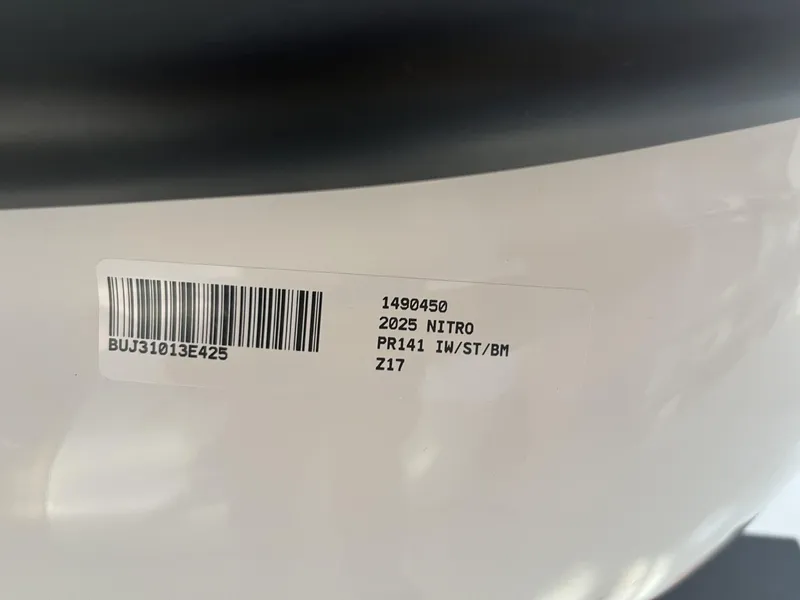 BUJ31013E425
1490450
2025 NITRO
PR141 IW/ST/BM
Z17